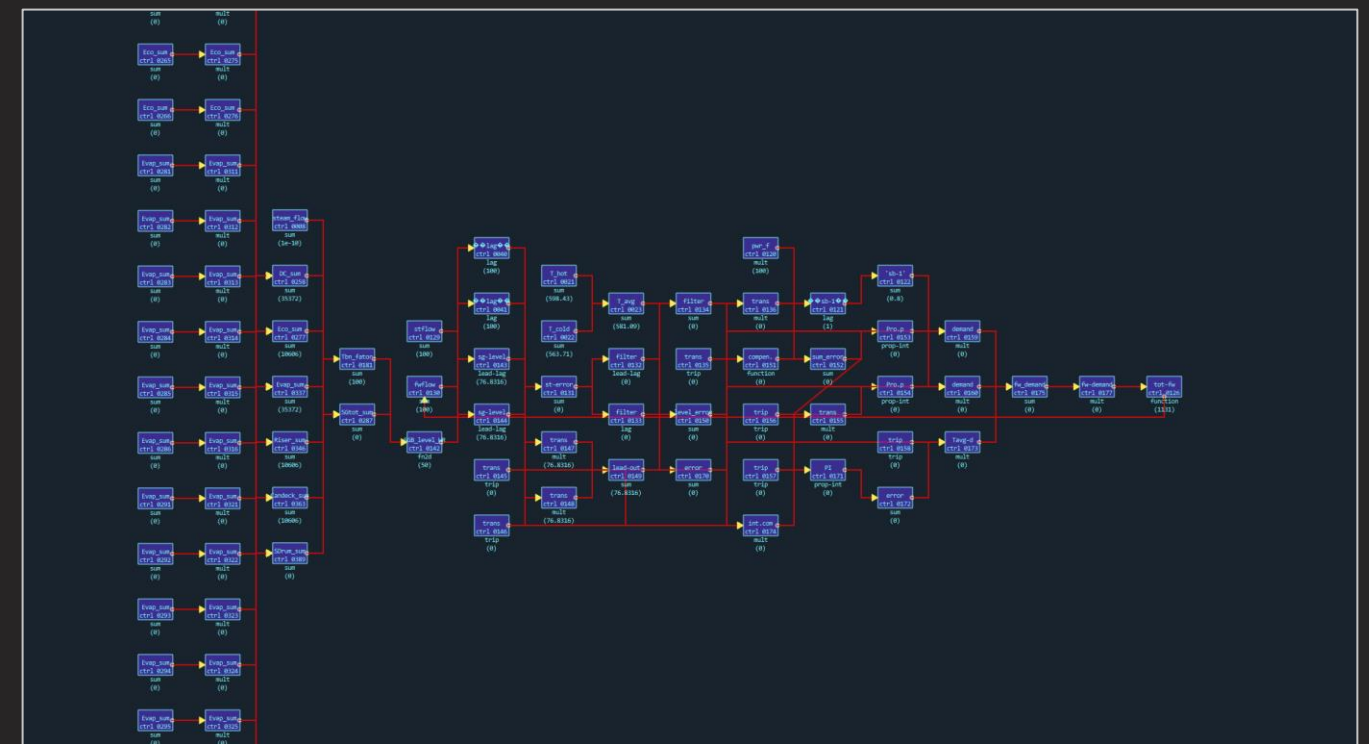 sum
(0)
mult
(0)
Eco_sum
ctrl 0265
sum
(0)
Eco_sum
ctrl 0275
mult
(0)
Eco_sum
ctrl 0266
sum
(0)
Eco_sum
ctrl 0276
mult
(0)
Evap_sum
ctrl 0281
sum
(0)
Evap_sum
ctrl 0311
mult
(0)
Evap_sum
ctrl 0282
sum
(0)
Evap_sum
ctrl 0312
mult
(0)
Evap_sum
ctrl 0283
sum
(0)
Evap_sum
ctrl 0313
mult
(0)
Evap_sum
ctrl 0284
sum
(0)
Evap_sum
ctrl 0314
mult
(0)
Evap_sum
ctrl 0285
sum
(0)
Evap_sum
ctrl 0315
mult
(0)
Evap_sum
ctrl 0286
sum
(0)
Evap_sum
ctrl 0316
mult
(0)
Evap_sum
ctrl 0291
sum
(0)
Evap_sum
ctrl 0321
mult
(0)
Evap_sum
ctrl 0292
sum
(0)
Evap_sum
ctrl 0322
mult
(0)
Evap_sum
ctrl 0293
sum
(0)
Evap_sum
ctrl 0323
mult
(0)
Evap_sum
ctrl 0294
sum
(0)
Evap_sum
ctrl 0324
mult
(0)
Evap_sum
ctrl 0295
sum
(0)
Evap_sum
ctrl 0325
mult
(0)
steam_flo
sum
(1e-10)
DC_sum
ctrl 0250
sum
(35372)
Eco_sum
ctrl 0277
sum
(10606)
Evap_sum
ctrl 0337
sum
(35372)
Riser_sum
ctrl 0346
sum
(10606)
ctrl 0363
sum
(10606)
SDrum_sum
ctrl 0389
sum
(0)
ctrl 0181
sum
(100)
SGtot_sum
ctrl 0287
sum
(0)
stflow
ctrl 0129
sum
(100)
fwflow
ctrl 0130
sum
(100)
ctrl 0142
fnild
(50)
lag
ctrl 0040
lag
(100)
lag
ctrl 0041
lag
(100)
sg-level
ctrl 0143
lead-lag
(76.8316)
sg-level
ctrl 0144
lead-lag
(76.8316)
trans
ctrl 0145
trip
(0)
trans
ctrl 0146
trip
(0)
T_hot
ctrl 0021
sum
(598.43)
T_cold
ctrl 0022
sum
(563.71)
st-error
ctrl 0131
sum
(0)
trans
ctrl 0147
mult
(76.8316)
trans
ctrl 0148
mult
(76.8316)
T_avg
ctrl 0023
sum
(581.09)
filter
ctrl 0132
lead-lag
(0)
filter
ctrl 0133
lag
(0)
lead-out
ctrl 0149
sum
(76.8316)
filter
ctrl 0134
sum
(0)
level_erro
ctrl 0150
sum
(0)
error
ctrl 0170
sum
(0)
pwr_f
ctrl 0120
mult
(100)
trans
ctrl 0136
mult
(0)
trans
ctrl 0135
trip
(0)
compen.
ctrl 0151
function
(0)
trip
ctrl 0156
trip
(0)
trip
ctrl 0157
trip
(0)
int.com
ctrl 0174
mult
(0)
sb-1
ctrl 0121
lag
(1)
sum_error
ctrl 0152
sum
(0)
trans
ctrl 0155
mult
(0)
PI
ctrl 0171
prop-int
(0)
'sb-1'
ctrl 0122
sum
(0.8)
Pro.p
ctrl 0153
prop-int
(0)
Pro.p
ctrl 0154
prop-int
(0)
trip
ctrl 0158
trip
(0)
error
ctrl 0172
sum
(0)
demand
ctrl 0159
mult
(0)
demand
ctrl 0160
mult
(0)
Tavg-d
ctrl 0173
mult
(0)
fw_demand
ctrl 0175
sum
(0)
fw-demand
ctrl 0177
mult
(0)
tot-fw
ctrl 0126
function
(1131)